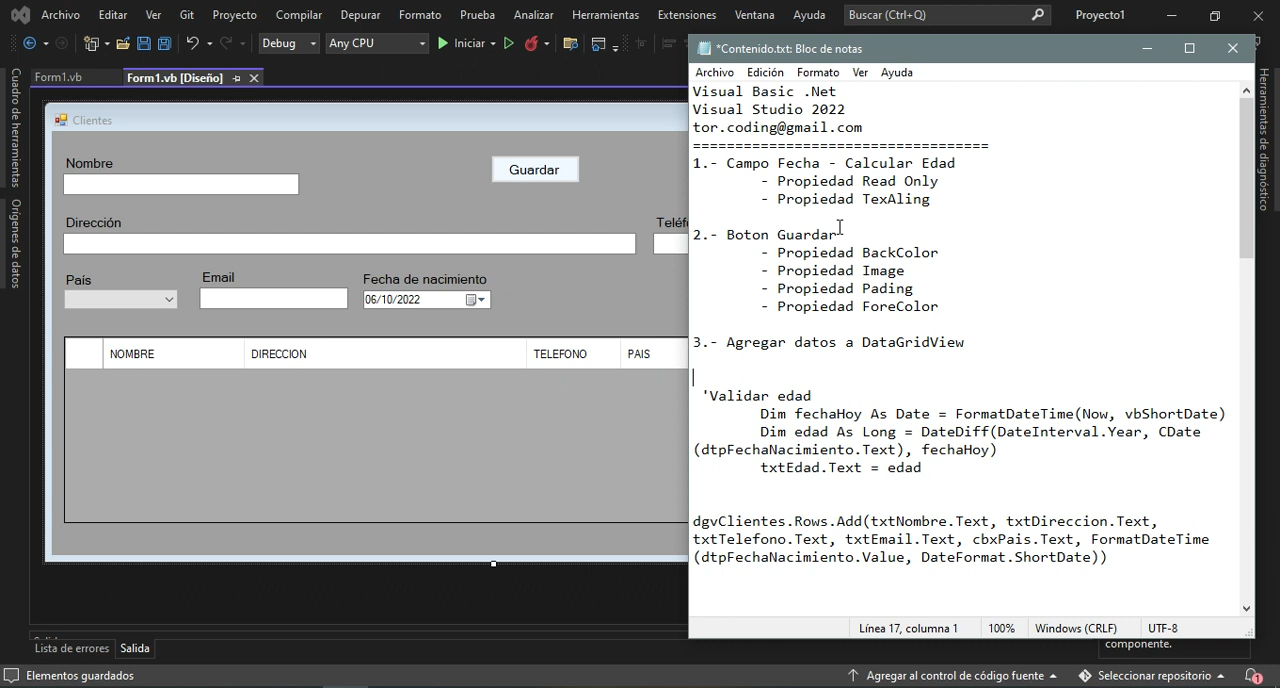 Archivo Editar Ver Git Proyecto Compilar Depurar Formato Prueba Analizar Herramientas Extensiones Ventana Ayuda Buscar (Ctrl+Q) Proyecto1
Debug Any CPU Iniciar
Form1.vb Form1.vb [Diseño]
Cuadro de herramientas
Orígenes de datos
Clientes
Nombre
Guardar
Dirección
Teléf
País
Email
Fecha de nacimiento
06/10/2022
NOMBRE DIRECCION TELEFONO PAIS
*Contenido.txt: Bloc de notas
Archivo Edición Formato Ver Ayuda
Visual Basic .Net
Visual Studio 2022
tor.coding@gmail.com
===================================
1.- Campo Fecha - Calcular Edad
- Propiedad Read Only
- Propiedad TexAling
2.- Boton Guardar
- Propiedad BackColor
- Propiedad Image
- Propiedad Pading
- Propiedad ForeColor
3.- Agregar datos a DataGridView
'Validar edad
Dim fechaHoy As Date = FormatDateTime(Now, vbShortDate)
Dim edad As Long = DateDiff(DateInterval.Year, CDate
(dtpFechaNacimiento.Text), fechaHoy)
txtEdad.Text = edad
dgvClientes.Rows.Add(txtNombre.Text, txtDireccion.Text,
txtTelefono.Text, txtEmail.Text, cbxPais.Text, FormatDateTime
(dtpFechaNacimiento.Value, DateFormat.ShortDate))
Línea 17, columna 1 100% Windows (CRLF) UTF-8
Herramientas de diagnóstico
componente.
Lista de errores Salida
Elementos guardados
Agregar al control de código fuente Seleccionar repositorio 1